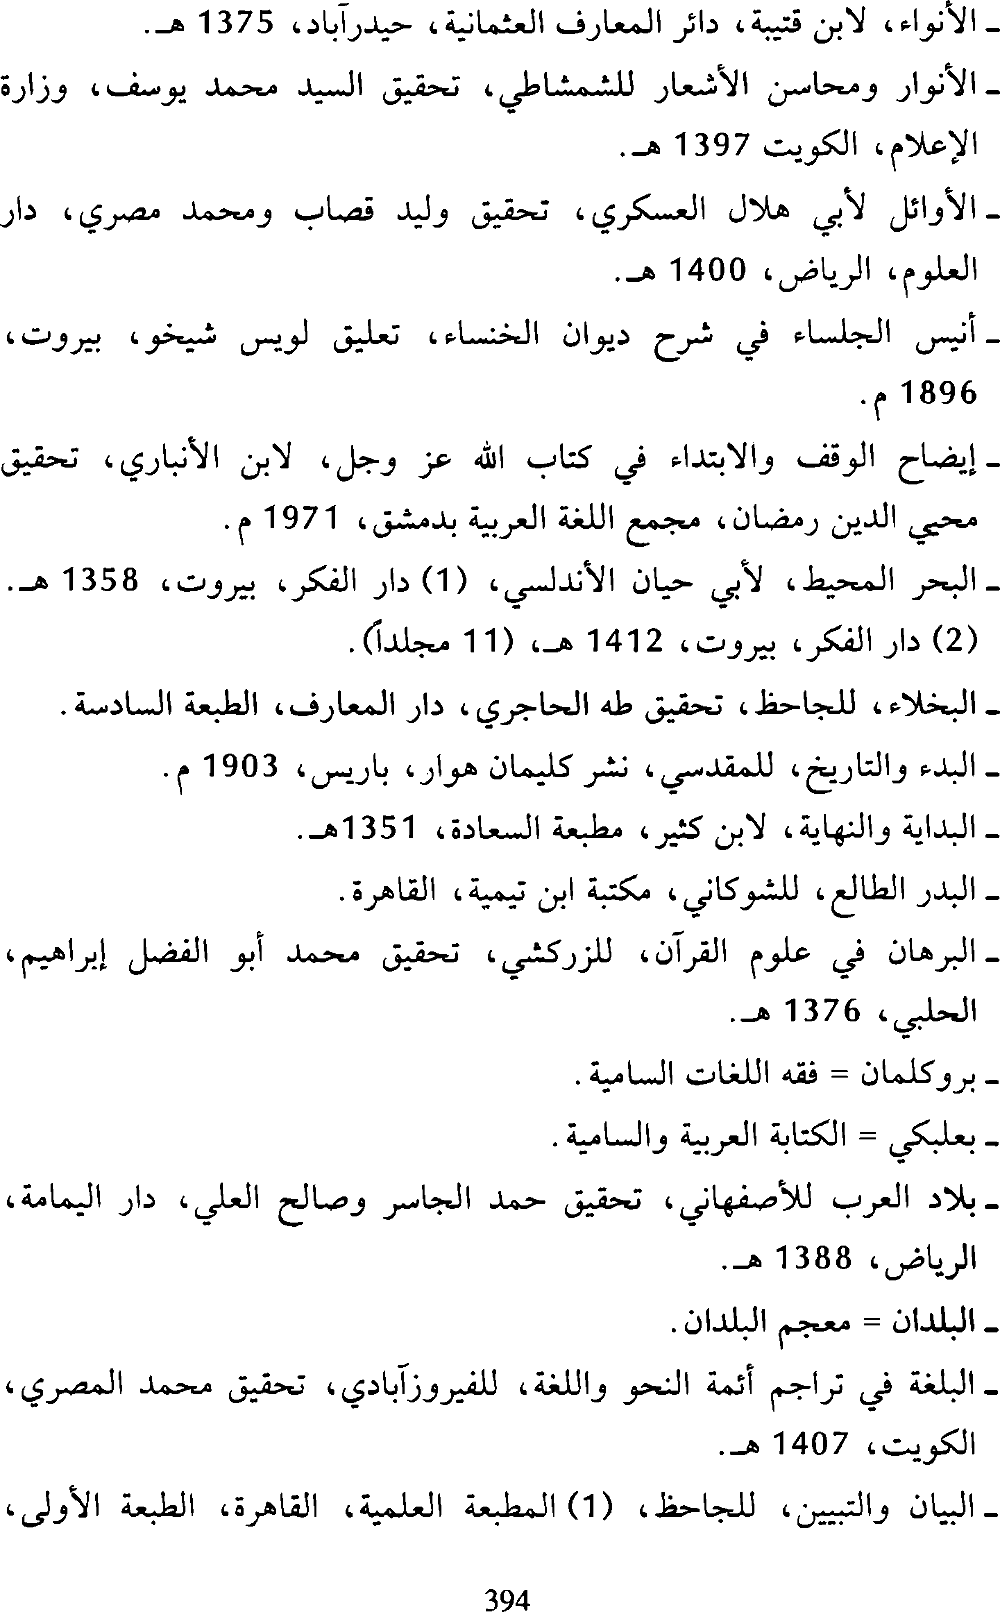 ـ الأنواء، لابن قتيبة، دائر المعارف العثمانية، حيدرآباد، 1375 هـ.
ـ الأنوار ومحاسن الأشعار للشمشاطي، تحقيق السيد محمد يوسف، وزارة
الإعلام، الكويت 1397 هـ.
ـ الأوائل لأبي هلال العسكري، تحقيق وليد قصاب ومحمد مصري، دار
العلوم، الرياض، 1400 هـ.
ـ أنيس الجلساء في شرح ديوان الخنساء، تعليق لويس شيخو، بيروت،
1896 م.
ـ إيضاح الوقف والابتداء في كتاب الله عز وجل، لابن الأنباري، تحقيق
محيي الدين رمضان، مجمع اللغة العربية بدمشق، 1971 م.
ـ البحر المحيط، لأبي حيان الأندلسي، (1) دار الفكر، بيروت، 1358 هـ.
(2) دار الفكر، بيروت، 1412 هـ، (11 مجلداً).
ـ البخلاء، للجاحظ، تحقيق طه الحاجري، دار المعارف، الطبعة السادسة.
ـ البدء والتاريخ، للمقدسي، نشر كليمان هوار، باريس، 1903 م.
ـ البداية والنهاية، لابن كثير، مطبعة السعادة، 1351هـ.
ـ البدر الطالع، للشوكاني، مكتبة ابن تيمية، القاهرة.
ـ البرهان في علوم القرآن، للزركشي، تحقيق محمد أبو الفضل إبراهيم،
الحلبي، 1376 هـ.
ـ بروكلمان = فقه اللغات السامية.
ـ بعلبكي = الكتابة العربية والسامية.
ـ بلاد العرب للأصفهاني، تحقيق حمد الجاسر وصالح العلي، دار اليمامة،
الرياض، 1388 هـ.
ـ البلدان = معجم البلدان.
ـ البلغة في تراجم أئمة النحو واللغة، للفيروزآبادي، تحقيق محمد المصري،
الكويت، 1407 هـ.
ـ البيان والتبيين، للجاحظ، (1) المطبعة العلمية، القاهرة، الطبعة الأولى،
394